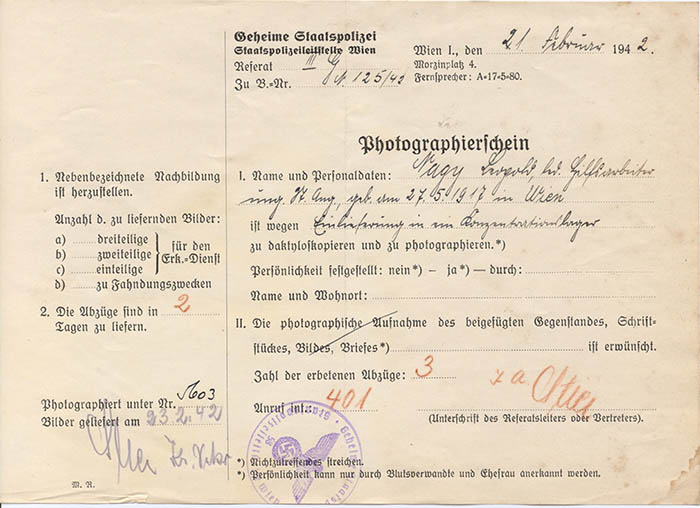 Geheime Staatspolizei
Staatspolizeileitstelle Wien
Referat III G
Zu B.=Nr. N. 125/42
Wien I., den 21. Februar 1942.
Morzinplatz 4.
Fernsprecher: A=17=5=80.
Photographierschein
1. Nebenbezeichnete Nachbildung
ist herzustellen.
Anzahl d. zu liefernden Bilder:
a) ........dreiteilige
b) ........zweiteilige
c) ........einteilige
für den
Erk.=Dienst
d) ........zu Fahndungszwecken
2. Die Abzüge sind in 2
Tagen zu liefern.
Photographiert unter Nr. 1603
Bilder geliefert am 23.2.42
M. R.
I. Name und Personaldaten: Nagy Leopold led. Hilfsarbeiter
ung. St. Ang, geb. am 27.5.1917 in Wien
ist wegen Einlieferung in ein Konzentrationslager
zu daktyloskopieren und zu photographieren.*)
Persönlichkeit festgestellt: nein*) – ja*) – durch:
Name und Wohnort:
II. Die photographische Aufnahme des beigefügten Gegenstandes, Schrift=
stückes, Bildes, Briefes*) ist erwünscht.
Zahl der erbetenen Abzüge: 3
Anruf int.: 401
(Unterschrift des Referatsleiters oder Vertreters).
*) Nichtzutreffendes streichen.
*) Persönlichkeit kann nur durch Blutsverwandte und Ehefrau anerkannt werden.